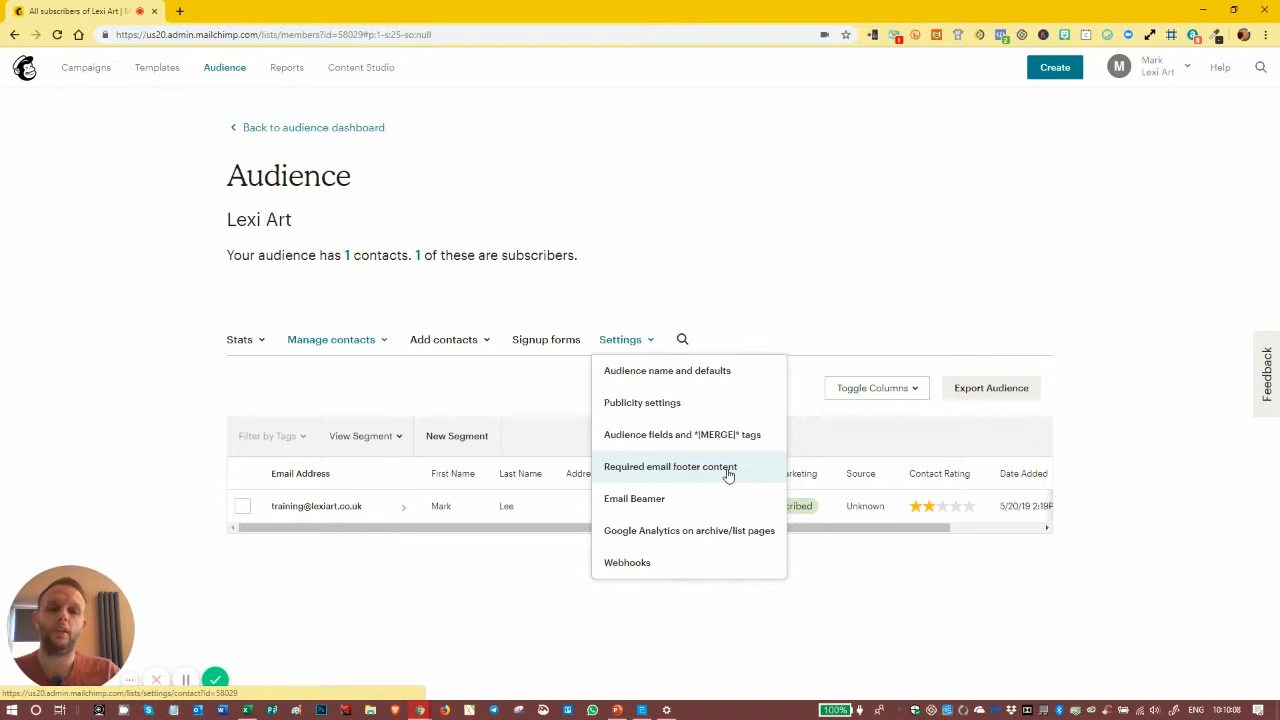 All subscribers of Lexi Art | M
https://us20.admin.mailchimp.com/lists/members?id=58029#p:1-s:25-so:null
Campaigns
Templates
Audience
Reports
Content Studio
Create
M
Mark
Lexi Art
Help
Back to audience dashboard
Audience
Lexi Art
Your audience has 1 contacts. 1 of these are subscribers.
Stats
Manage contacts
Add contacts
Signup forms
Settings
Audience name and defaults
Publicity settings
Audience fields and *|MERGE|* tags
Required email footer content
Email Beamer
Google Analytics on archive/list pages
Webhooks
Toggle Columns
Export Audience
Filter by Tags
View Segment
New Segment
Email Address
First Name
Last Name
Addre
rketing
Source
Contact Rating
Date Added
training@lexiart.co.uk
Mark
Lee
ribed
Unknown
5/20/19 2:19P
Feedback
https://us20.admin.mailchimp.com/lists/settings/contact?id=58029
100%
ENG
10:10:08